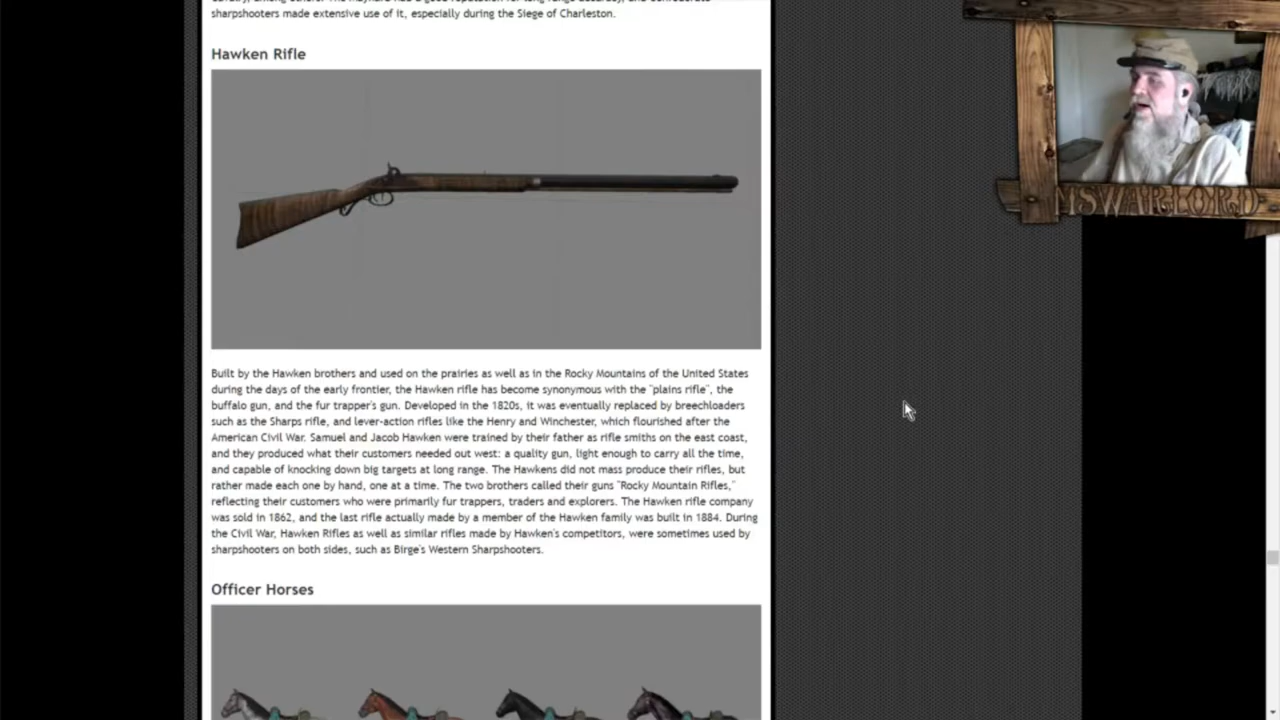 sharpshooters made extensive use of it, especially during the Siege of Charleston.
Hawken Rifle
MSWARLORD
Built by the Hawken brothers and used on the prairies as well as in the Rocky Mountains of the United States
during the days of the early frontier, the Hawken rifle has become synonymous with the "plains rifle", the
buffalo gun, and the fur trapper's gun. Developed in the 1820s, it was eventually replaced by breechloaders
such as the Sharps rifle, and lever-action rifles like the Henry and Winchester, which flourished after the
American Civil War. Samuel and Jacob Hawken were trained by their father as rifle smiths on the east coast,
and they produced what their customers needed out west: a quality gun, light enough to carry all the time,
and capable of knocking down big targets at long range. The Hawkens did not mass produce their rifles, but
rather made each one by hand, one at a time. The two brothers called their guns "Rocky Mountain Rifles,"
reflecting their customers who were primarily fur trappers, traders and explorers. The Hawken rifle company
was sold in 1862, and the last rifle actually made by a member of the Hawken family was built in 1884. During
the Civil War, Hawken Rifles as well as similar rifles made by Hawken's competitors, were sometimes used by
sharpshooters on both sides, such as Birge's Western Sharpshooters.
Officer Horses